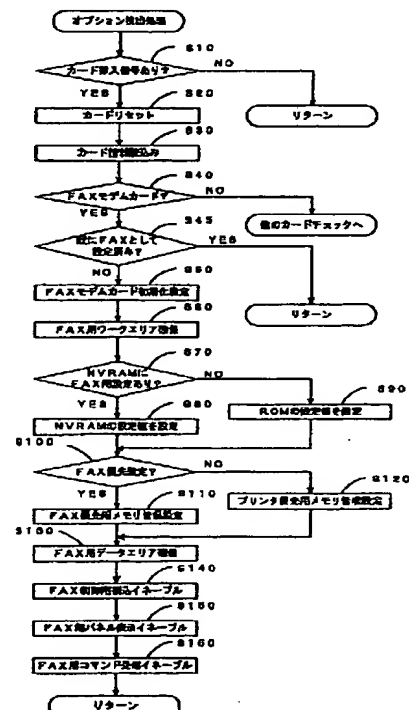 オプション検出処理
S10
カード挿入信号あり?
NO
YES
S20
カードリセット
リターン
S30
カード情報読込み
S40
FAXモデムカード?
NO
YES
他のカードチェックへ
S45
既にFAXとして
設定済み?
YES
NO
S50
FAXモデムカード初期化設定
リターン
S60
FAX用ワークエリア確保
S70
NVRAMに
FAX用設定あり?
NO
YES
S80
S90
NVRAMの設定値を設定
ROMの設定値を設定
S100
FAX優先設定?
NO
YES
S110
S120
FAX優先用メモリ管理設定
プリンタ優先用メモリ管理設定
FAX用データエリア確保
S140
FAX制御用割込イネーブル
S150
FAX用パネル表示イネーブル
S160
FAX用コマンド受信イネーブル
リターン